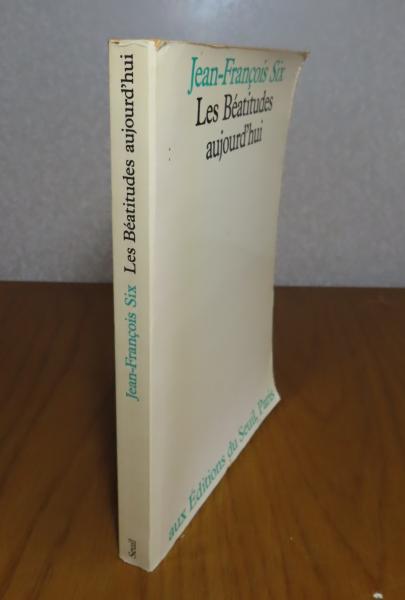 Jean-François Six
Les Béatitudes
aujourd'hui
aux Éditions du Seuil, Paris
Jean-François Six Les Béatitudes aujourd'hui
Seuil